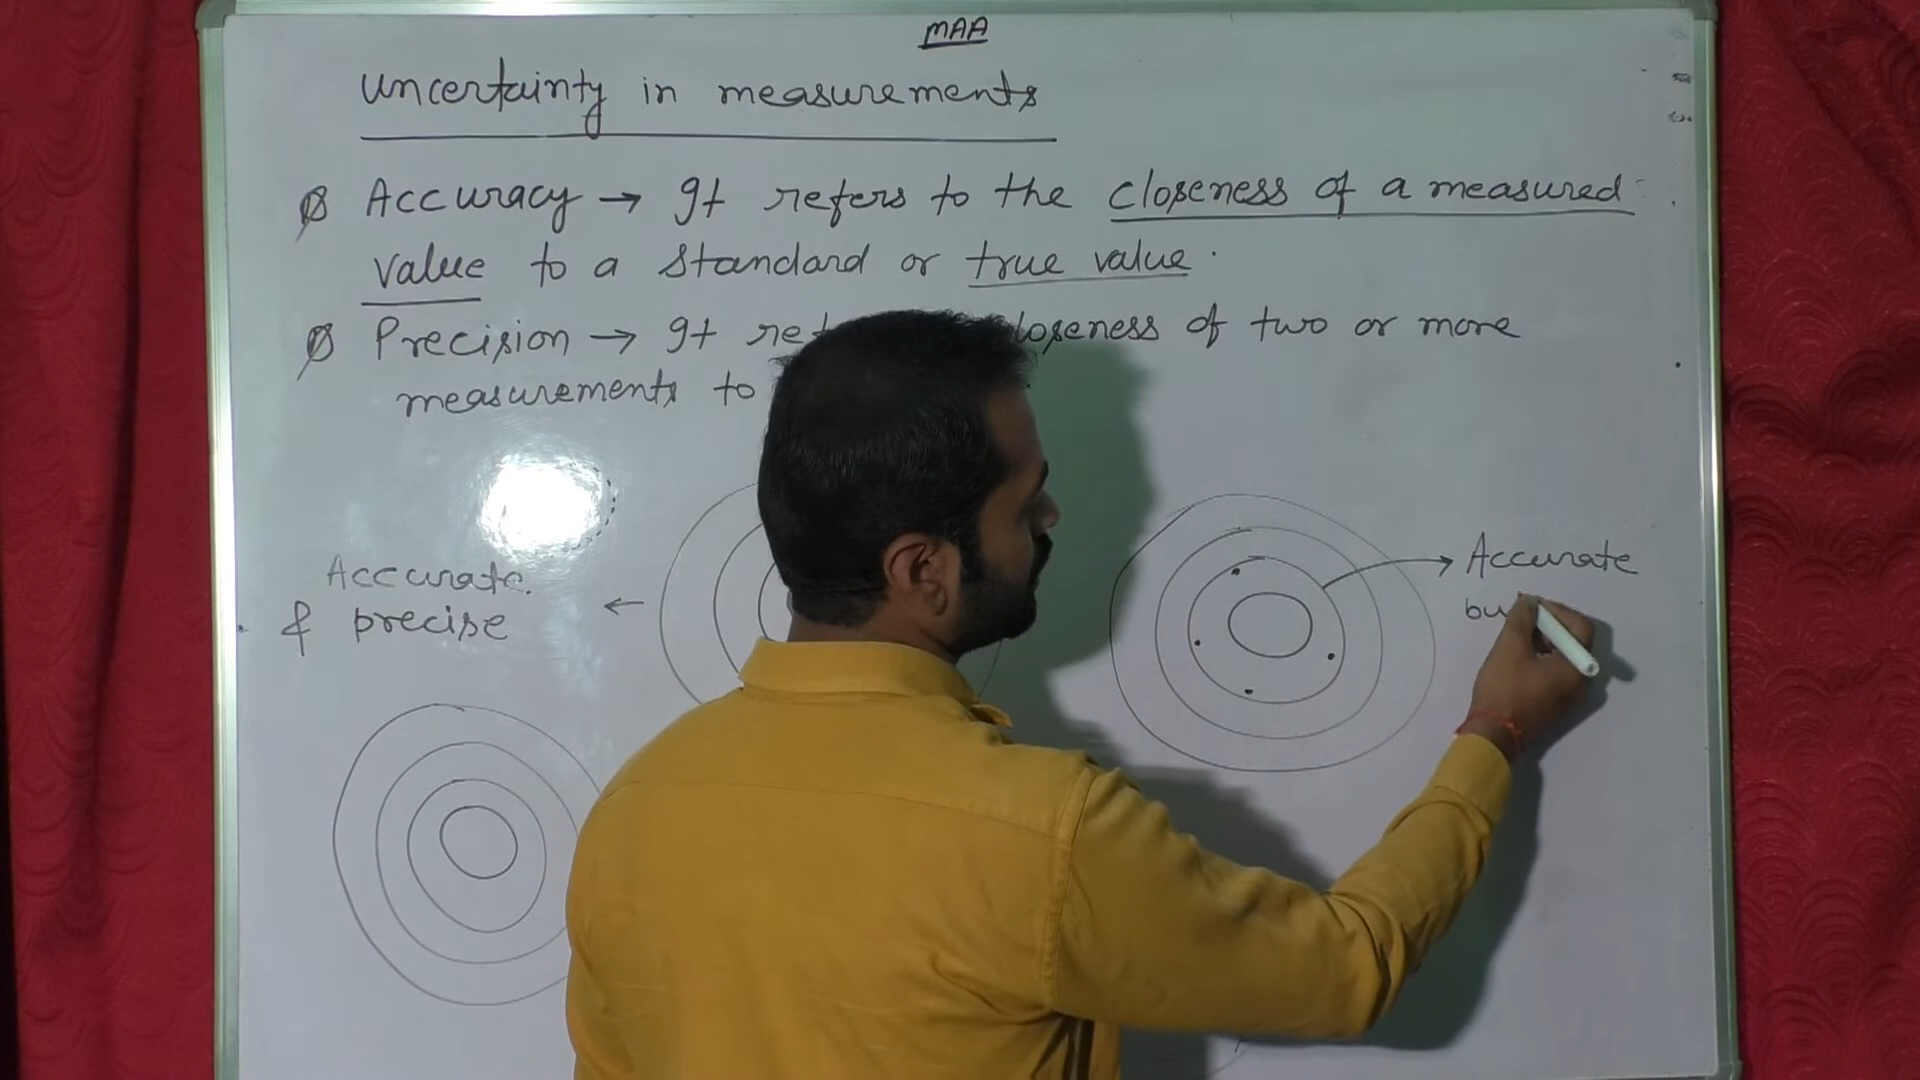 MAA
Uncertainty in measurements
Accuracy → It refers to the closeness of a measured
value to a standard or true value.
Precision → It ref closeness of two or more
measurements to
Accurate.
& precise ←
→ Accurate
bu